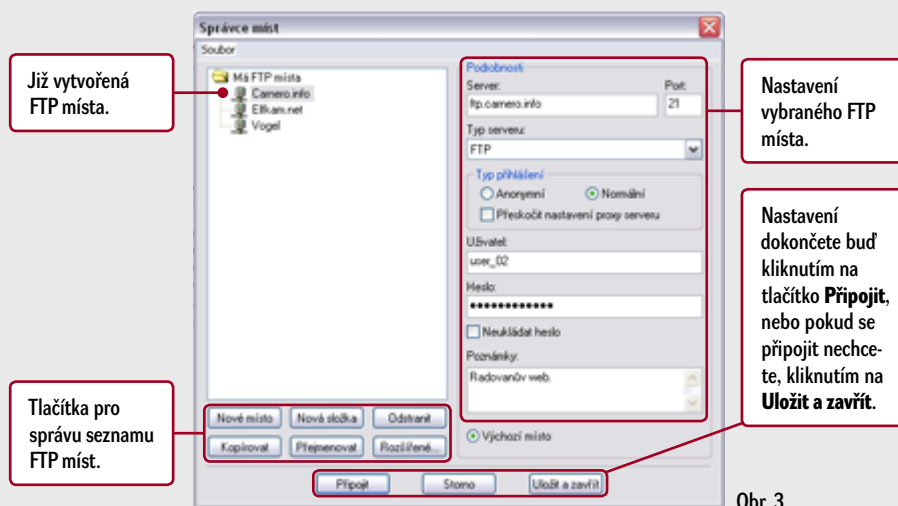 Správce míst
Soubor
Již vytvořená
FTP místa.
Má FTP místa
Camero.info
Elfkam.net
Vogel
Podrobnosti
Server: Port:
ftp.camero.info 21
Typ serveru:
FTP
Typ přihlášení
Anonymní Normální
Přeskočit nastavení proxy serveru
Uživatel:
user_02
Heslo:
●●●●●●●●●●●●
Neukládat heslo
Poznámky:
Radovanův web.
Výchozí místo
Nastavení
vybraného FTP
místa.
Nastavení
dokončete buď
kliknutím na
tlačítko Připojit,
nebo pokud se
připojit nechce-
te, kliknutím na
Uložit a zavřít.
Tlačítka pro
správu seznamu
FTP míst.
Nové místo Nová složka Odstranit
Kopírovat Přejmenovat Rozšířené...
Připojit Storno Uložit a zavřít
Obr. 3